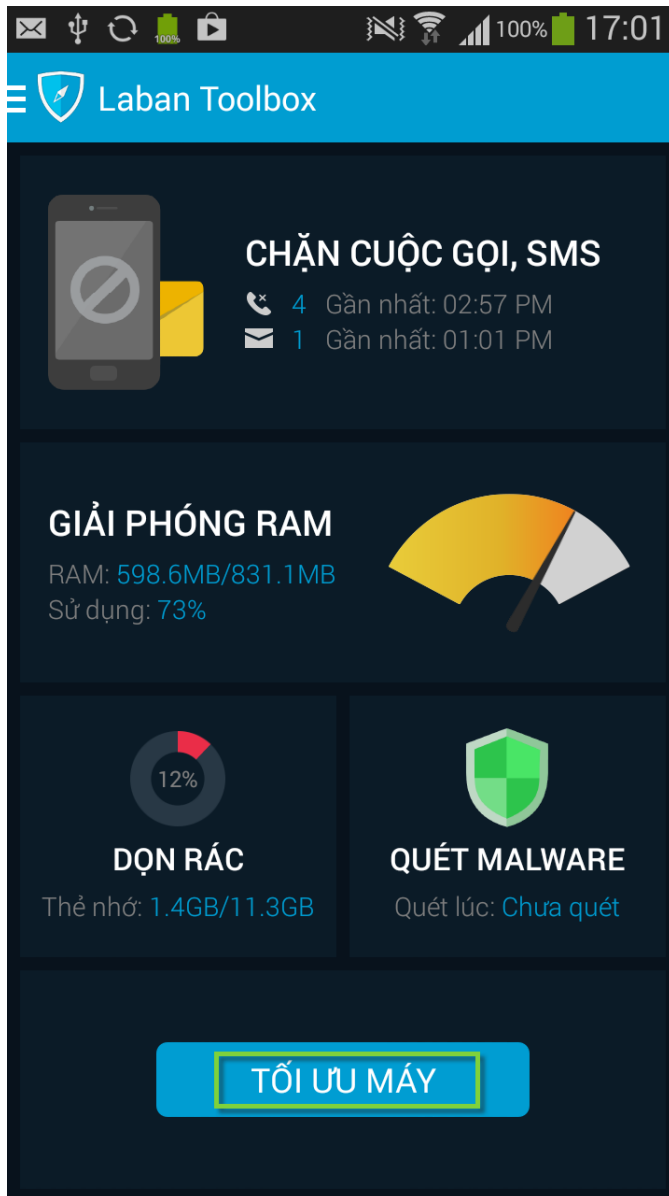 100% 100% 17:01
Laban Toolbox
CHẶN CUỘC GỌI, SMS
4 Gần nhất: 02:57 PM
1 Gần nhất: 01:01 PM
GIẢI PHÓNG RAM
RAM: 598.6MB/831.1MB
Sử dụng: 73%
12%
DỌN RÁC
Thẻ nhớ: 1.4GB/11.3GB
QUÉT MALWARE
Quét lúc: Chưa quét
TỐI ƯU MÁY